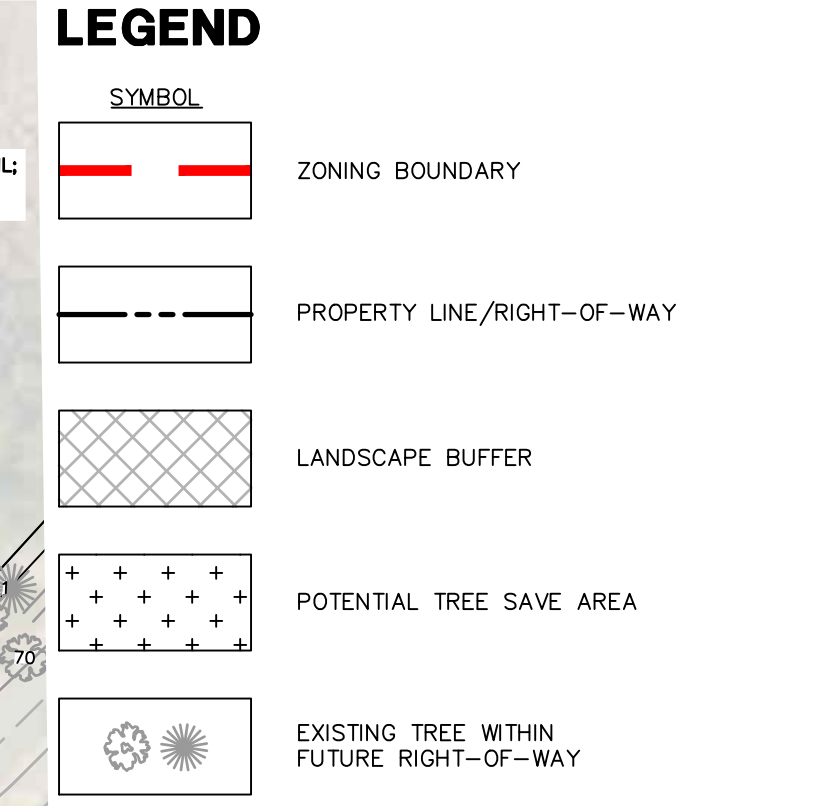 LEGEND
SYMBOL
ZONING BOUNDARY
PROPERTY LINE/RIGHT-OF-WAY
LANDSCAPE BUFFER
POTENTIAL TREE SAVE AREA
EXISTING TREE WITHIN
FUTURE RIGHT-OF-WAY
L;
1
70